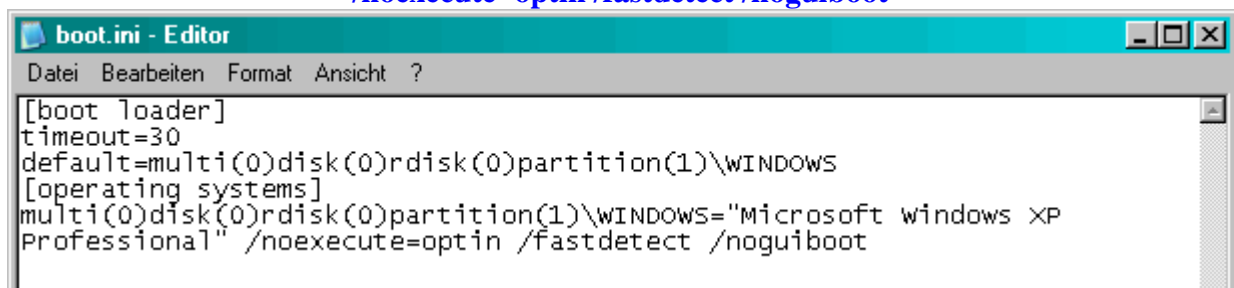 /noexecute=optin /fastdetect /noguiboot
boot.ini - Editor
Datei Bearbeiten Format Ansicht ?
[boot loader]
timeout=30
default=multi(0)disk(0)rdisk(0)partition(1)\WINDOWS
[operating systems]
multi(0)disk(0)rdisk(0)partition(1)\WINDOWS="Microsoft Windows XP
Professional" /noexecute=optin /fastdetect /noguiboot